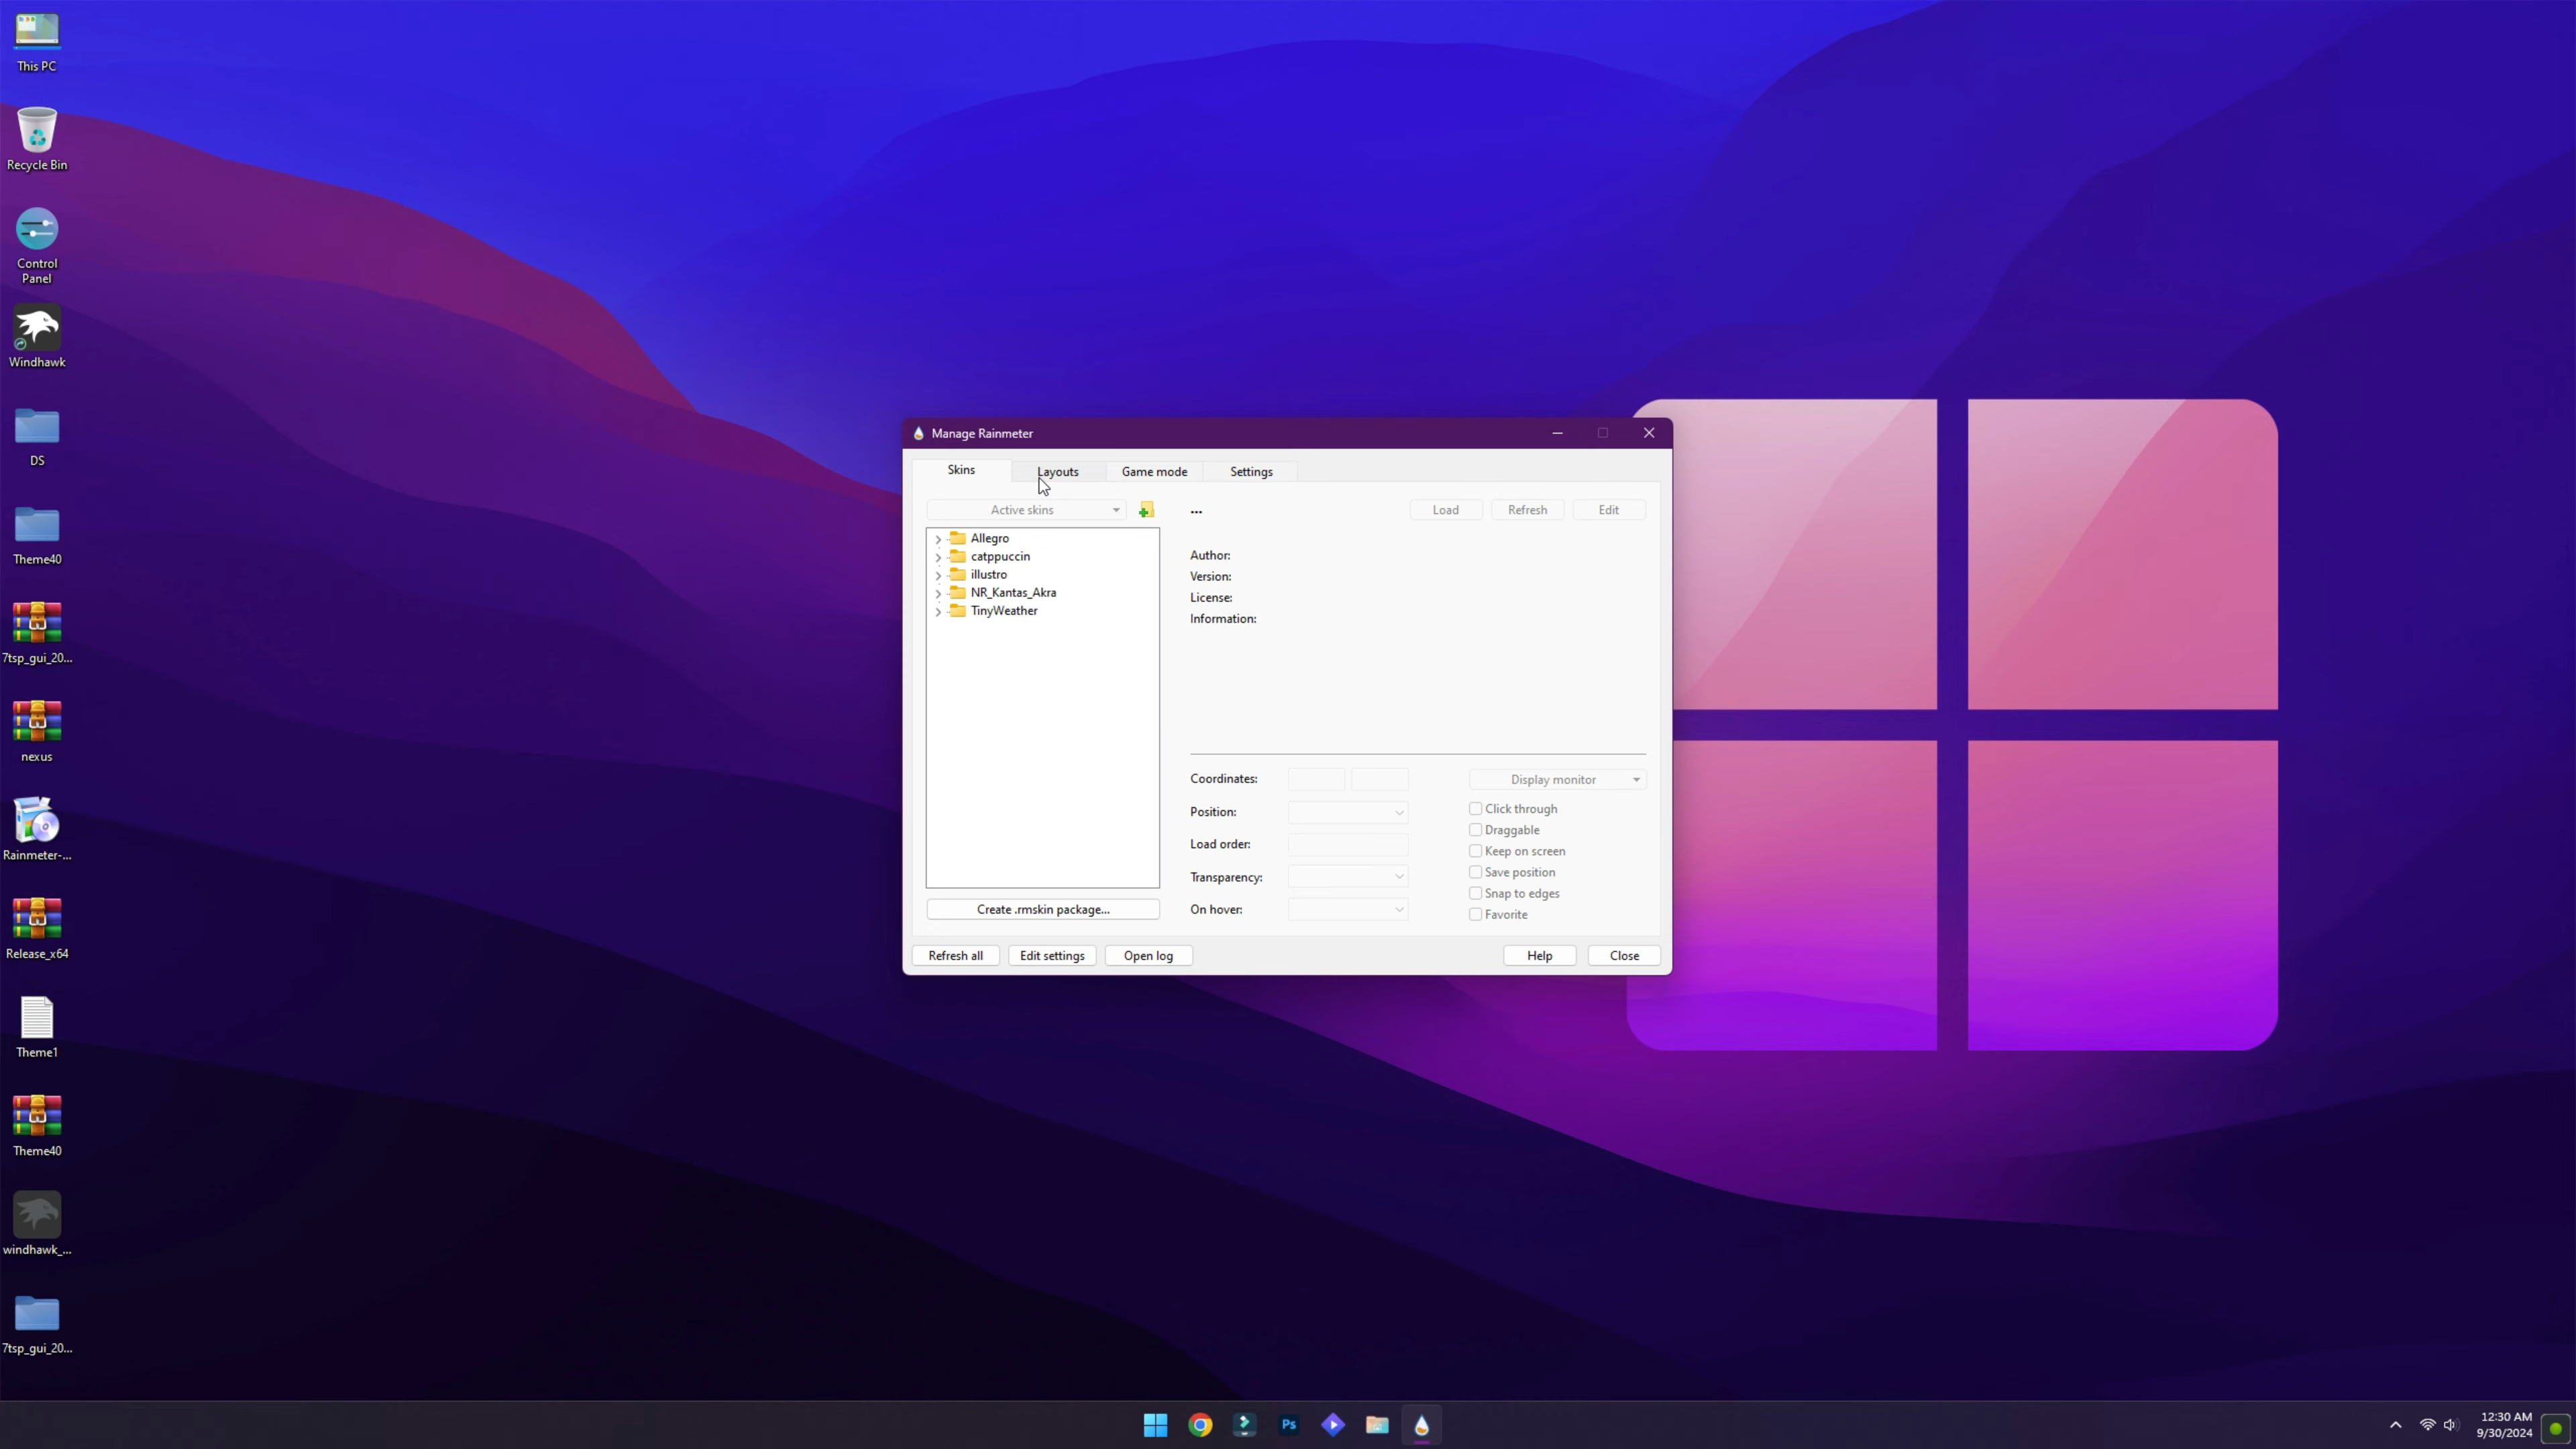 This PC
Recycle Bin
Control
Panel
Windhawk
DS
Theme40
7tsp_gui_20...
nexus
Rainmeter-...
Release_x64
Theme1
Theme40
windhawk_...
7tsp_gui_20...
Manage Rainmeter
Skins
Layouts
Game mode
Settings
Active skins
...
Load
Refresh
Edit
Allegro
catppuccin
illustro
NR_Kantas_Akra
TinyWeather
Author:
Version:
License:
Information:
Coordinates:
Display monitor
Position:
Click through
Draggable
Load order:
Keep on screen
Transparency:
Save position
Snap to edges
On hover:
Favorite
Create .rmskin package...
Refresh all
Edit settings
Open log
Help
Close
Ps
12:30 AM
9/30/2024